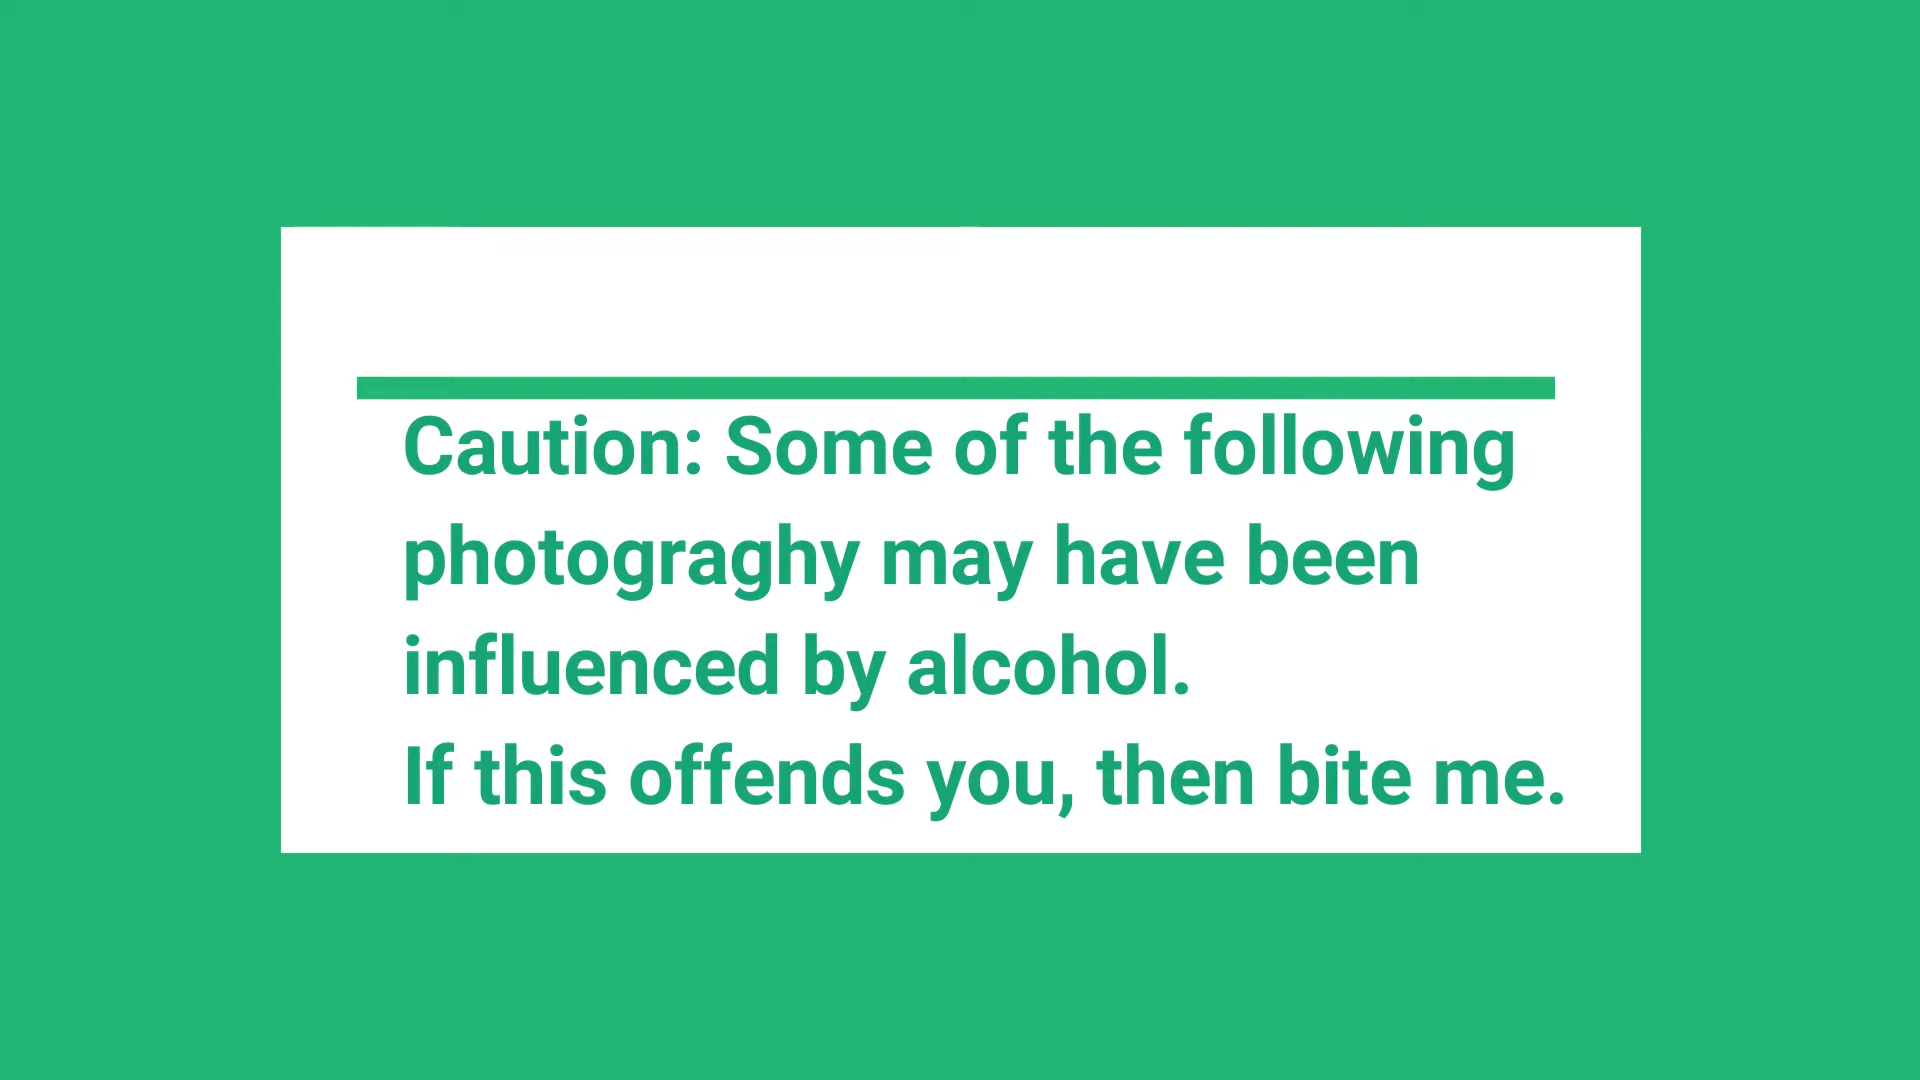 Caution: Some of the following
photograghy may have been
influenced by alcohol.
If this offends you, then bite me.